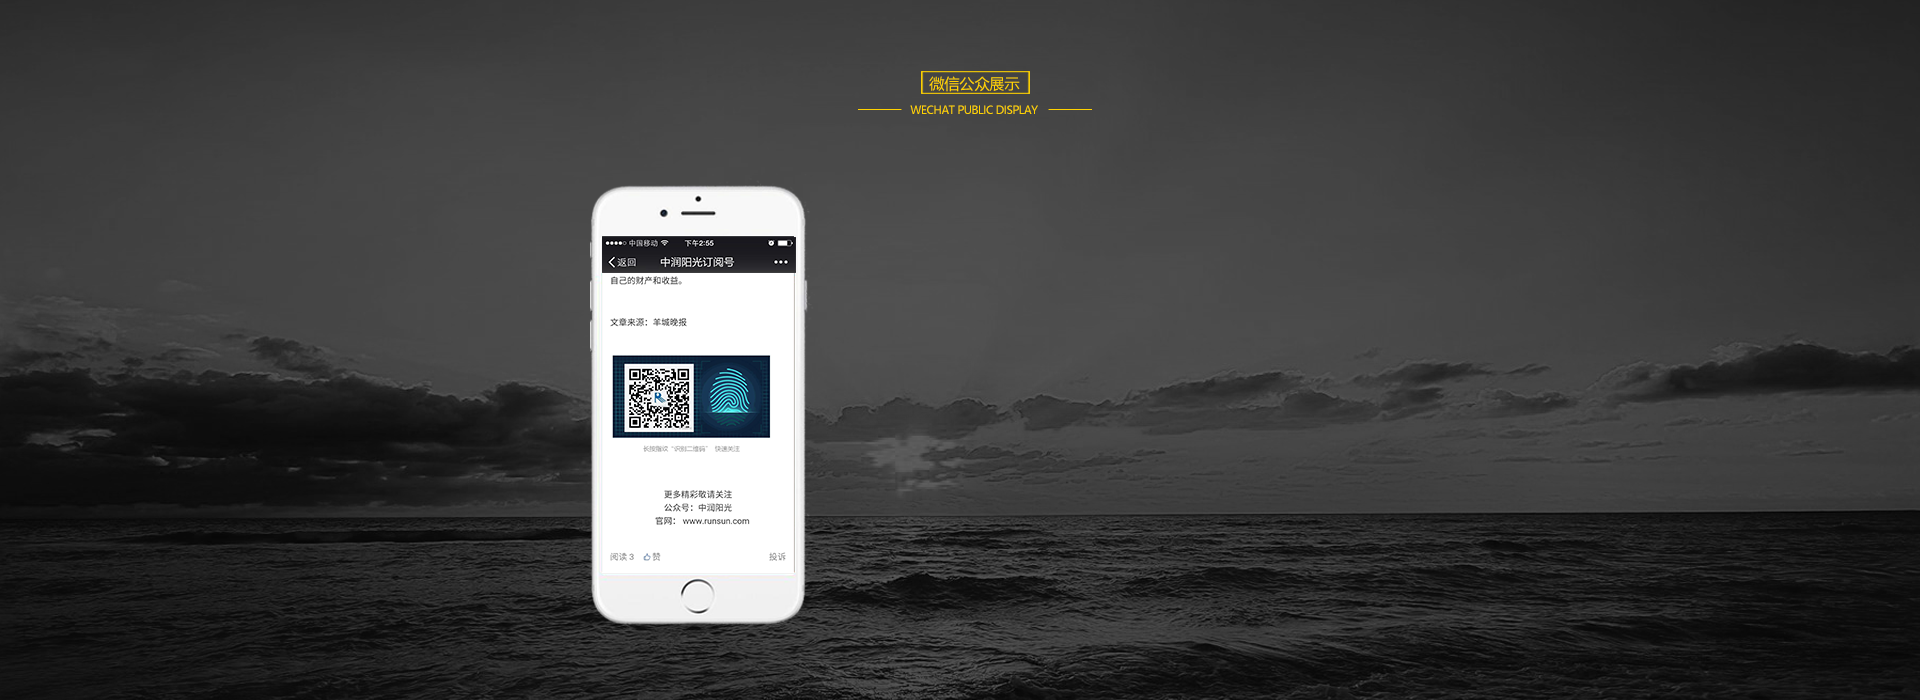 微信公众展示
WECHAT PUBLIC DISPLAY
中国移动 下午2:55
返回 中润阳光订阅号
自己的财产和收益。
文章来源：羊城晚报
长按指纹“识别二维码” 快速关注
更多精彩敬请关注
公众号：中润阳光
官网： www.runsun.com
阅读 3 赞 投诉